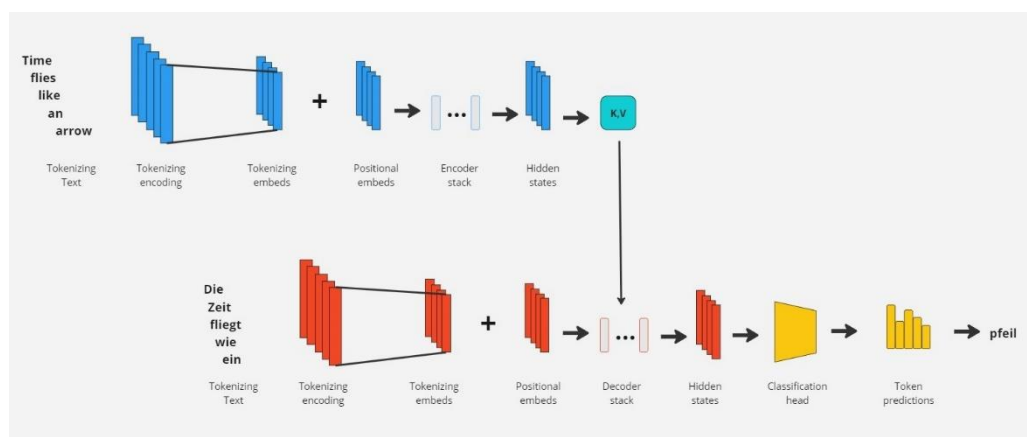 Time
flies
like
an
arrow
+
...
K,V
Tokenizing
Text
Tokenizing
encoding
Tokenizing
embeds
Positional
embeds
Encoder
stack
Hidden
states
Die
Zeit
fliegt
wie
ein
+
...
pfeil
Tokenizing
Text
Tokenizing
encoding
Tokenizing
embeds
Positional
embeds
Decoder
stack
Hidden
states
Classification
head
Token
predictions